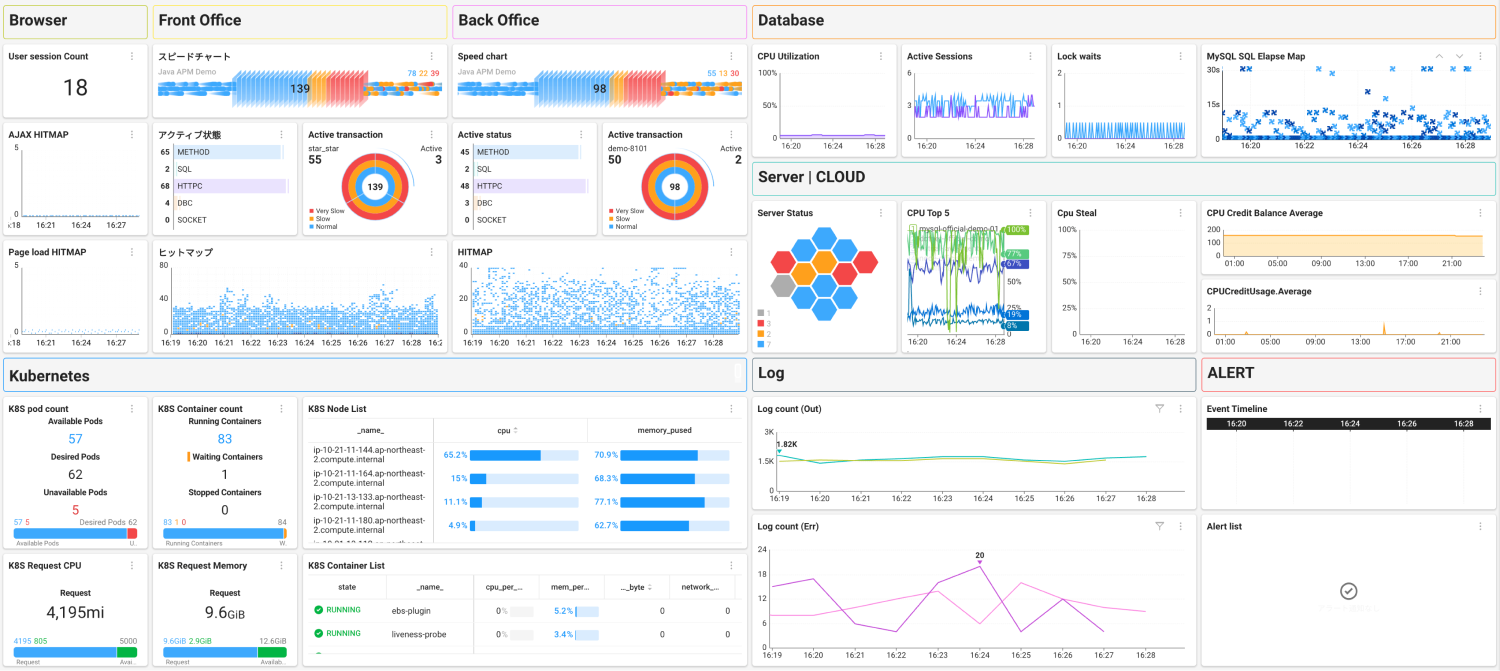 Browser
User session Count
18
AJAX HITMAP
5
0
16:21
16:24
16:27
Page load HITMAP
5
0
16:21
16:24
16:27
Front Office
スピードチャート
Java APM Demo
78 22 39
139
アクティブ状態
65 METHOD
2 SQL
68 HTTPC
4 DBC
0 SOCKET
Active transaction
star_star
55
Active
3
139
Very Slow
Slow
Normal
ヒットマップ
80
40
0
16:19 16:20 16:21 16:22 16:23 16:24 16:25 16:26 16:27
Back Office
Speed chart
Java APM Demo
55 13 30
98
Active status
45 METHOD
2 SQL
48 HTTPC
3 DBC
0 SOCKET
Active transaction
demo-8101
50
Active
2
98
Very Slow
Slow
Normal
HITMAP
40
20
0
16:19 16:20 16:21 16:22 16:23 16:24 16:25 16:26 16:27 16:28
Database
CPU Utilization
100%
50%
0
16:20 16:24 16:28
Active Sessions
6
3
0
16:20 16:24 16:28
Lock waits
2
1
0
16:20 16:24 16:28
MySQL SQL Elapse Map
30s
15s
0
16:20 16:22 16:24 16:26 16:28
Server | CLOUD
Server Status
1
3
2
7
CPU Top 5
mysql-official-demo-01
100%
77%
57%
50%
25%
19%
8%
0
16:20 16:24 16:28
Cpu Steal
100%
75%
50%
25%
0
16:20 16:24 16:28
CPU Credit Balance Average
200
100
0
01:00 05:00 09:00 13:00 17:00 21:00
CPUCreditUsage.Average
2
1
0
01:00 05:00 09:00 13:00 17:00 21:00
Kubernetes
K8S pod count
Available Pods
57
Desired Pods
62
Unavailable Pods
5
57 5 Desired Pods 62
Available Pods U..
K8S Container count
Running Containers
83
Waiting Containers
1
Stopped Containers
0
83 1 0 84
Running Containers W.
K8S Node List
_name_ cpu memory_pused
ip-10-21-11-144.ap-northeast-
2.compute.internal
65.2% 70.9%
ip-10-21-11-164.ap-northeast-
2.compute.internal
15% 68.3%
ip-10-21-13-133.ap-northeast-
2.compute.internal
11.1% 77.1%
ip-10-21-11-180.ap-northeast-
2.compute.internal
4.9% 62.7%
K8S Request CPU
Request
4,195mi
4195 805 5000
Request Avai...
K8S Request Memory
Request
9.6GiB
9.6GiB 2.9GiB 12.6GiB
Request Availab...
K8S Container List
state _name_ cpu_per_... mem_per... ..._byte network_...
RUNNING ebs-plugin 0% 5.2% 0 0
RUNNING liveness-probe 0% 3.4% 0 0
Log
Log count (Out)
3K
1.5K
0
1.82K
16:19 16:20 16:21 16:22 16:23 16:24 16:25 16:26 16:27 16:28
Log count (Err)
24
18
12
6
0
20
16:19 16:20 16:21 16:22 16:23 16:24 16:25 16:26 16:27 16:28
ALERT
Event Timeline
16:20 16:22 16:24 16:26 16:28
Alert list